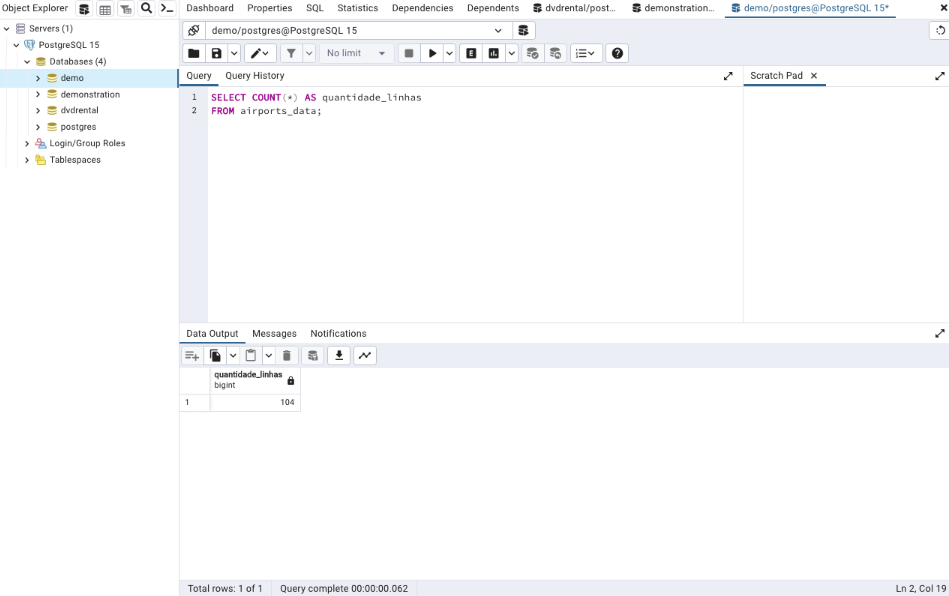 Object Explorer
Dashboard Properties SQL Statistics Dependencies Dependents dvdrental/post... demonstration... demo/postgres@PostgreSQL 15*
Servers (1)
PostgreSQL 15
Databases (4)
demo
demonstration
dvdrental
postgres
Login/Group Roles
Tablespaces
demo/postgres@PostgreSQL 15
No limit
Query Query History
Scratch Pad
1 SELECT COUNT(*) AS quantidade_linhas
2 FROM airports_data;
Data Output Messages Notifications
quantidade_linhas
bigint
1 104
Total rows: 1 of 1 Query complete 00:00:00.062 Ln 2, Col 19